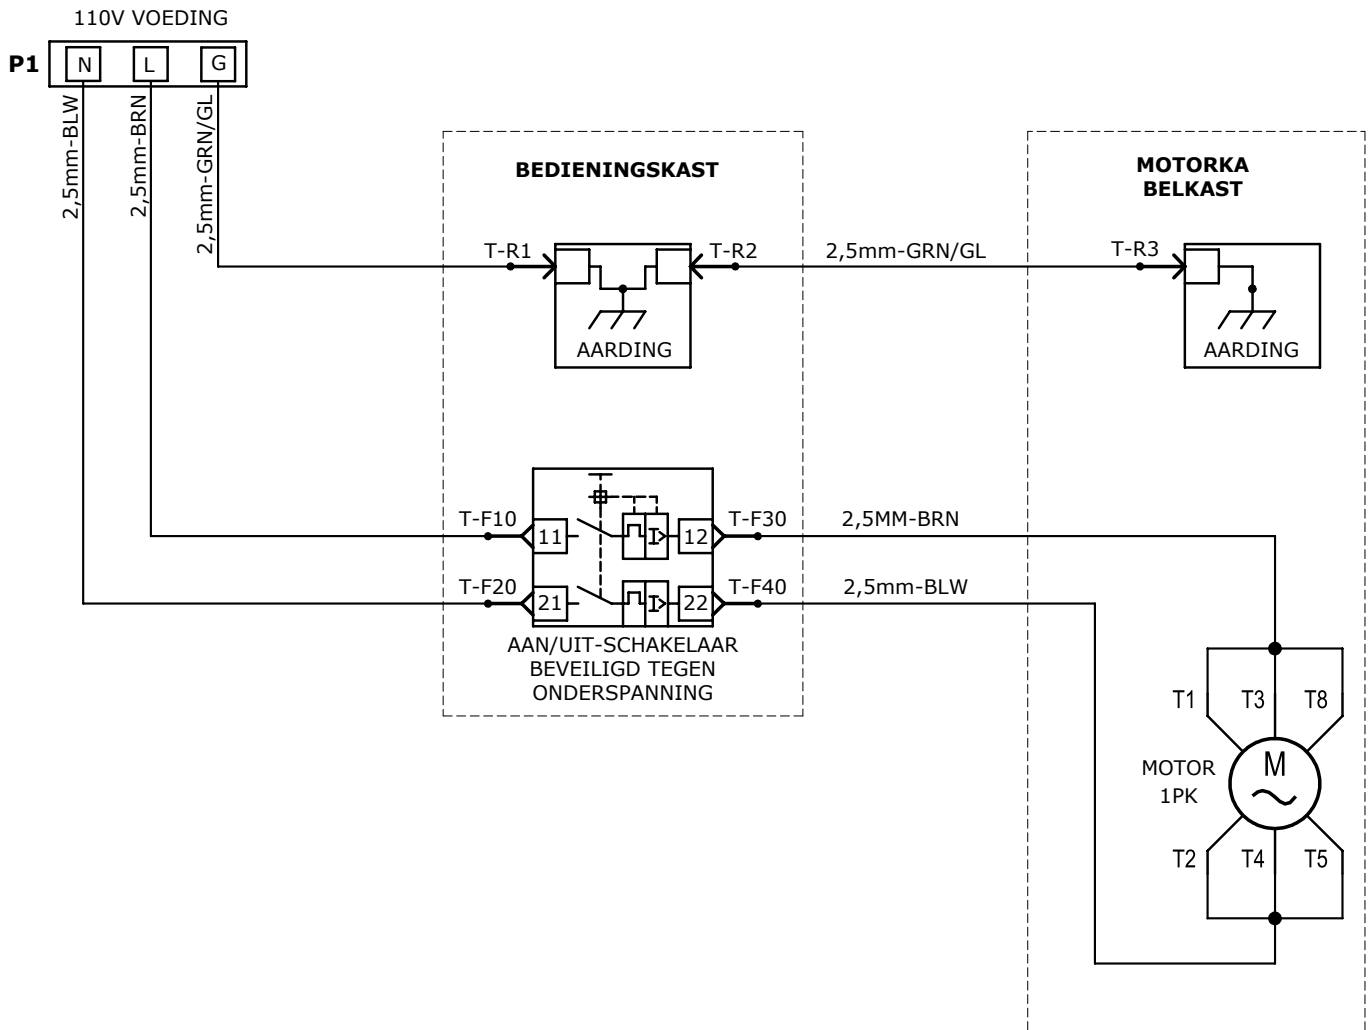 110V VOEDING
P1
N
L
G
2,5mm-BLW
2,5mm-BRN
2,5mm-GRN/GL
BEDIENINGSKAST
MOTORKA
BELKAST
T-R1
T-R2
2,5mm-GRN/GL
T-R3
AARDING
AARDING
T-F10
11
I>
12
T-F30
2,5MM-BRN
T-F20
21
I>
22
T-F40
2,5mm-BLW
AAN/UIT-SCHAKELAAR
BEVEILIGD TEGEN
ONDERSPANNING
T1
T3
T8
MOTOR
1PK
M
T2
T4
T5